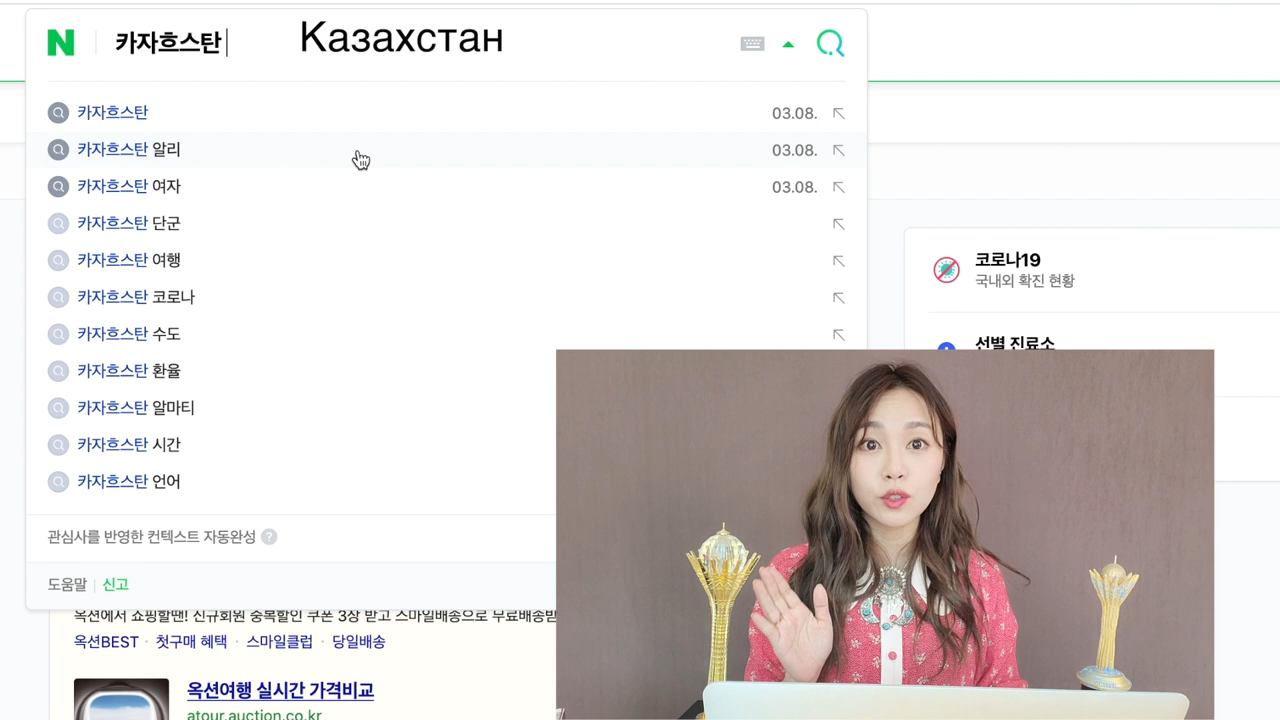 N 카자흐스탄 Казахстан
카자흐스탄 03.08.
카자흐스탄 알리 03.08.
카자흐스탄 여자 03.08.
카자흐스탄 단군
카자흐스탄 여행
카자흐스탄 코로나
카자흐스탄 수도
카자흐스탄 환율
카자흐스탄 알마티
카자흐스탄 시간
카자흐스탄 언어
관심사를 반영한 컨텍스트 자동완성 ?
도움말 신고
옥션에서 쇼핑할땐! 신규회원 중복할인 쿠폰 3장 받고 스마일배송으로 무료배송받
옥션BEST · 첫구매 혜택 · 스마일클럽 · 당일배송
옥션여행 실시간 가격비교
atour.auction.co.kr
코로나19
국내외 확진 현황
선별 진료소